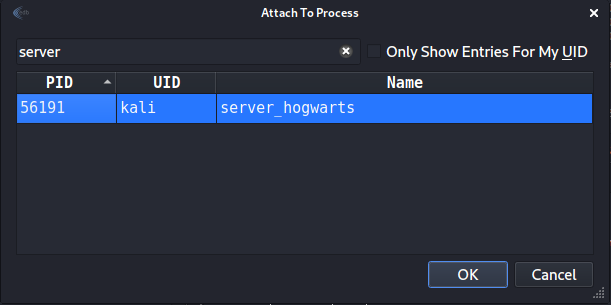 Attach To Process
server
Only Show Entries For My UID
PID UID Name
56191 kali server_hogwarts
OK Cancel